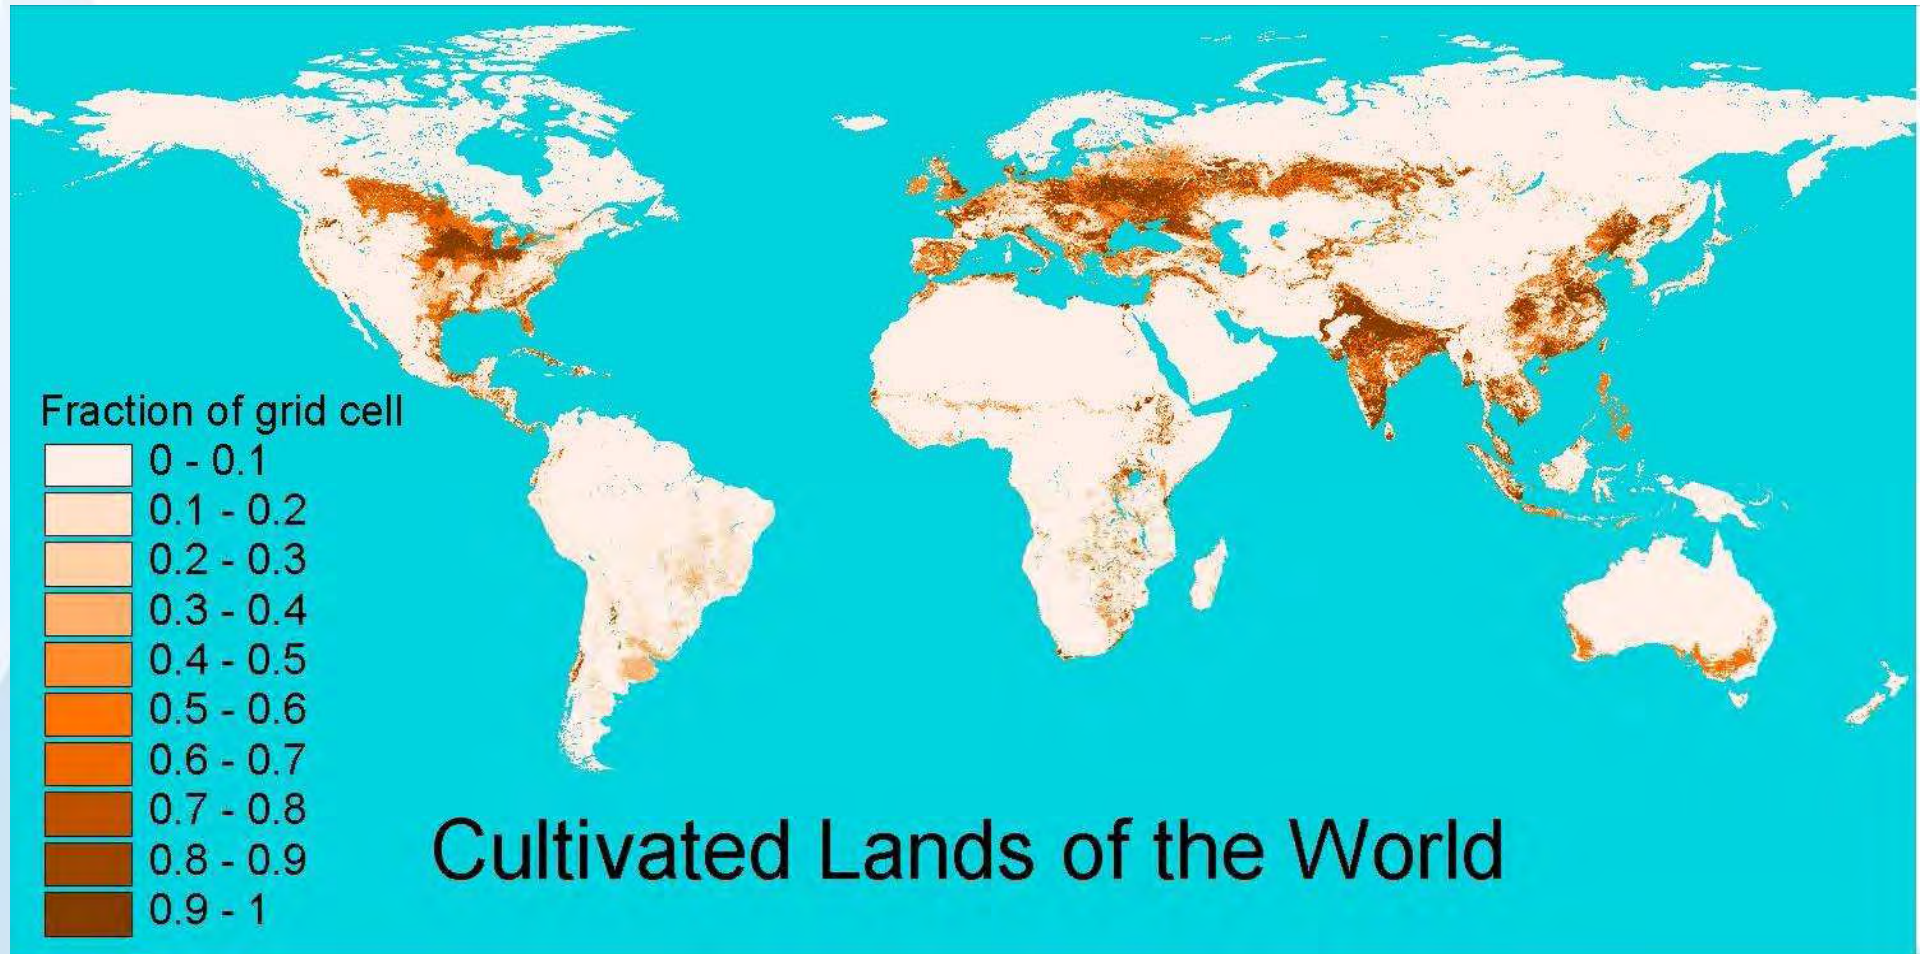 Fraction of grid cell
0 - 0.1
0.1 - 0.2
0.2 - 0.3
0.3 - 0.4
0.4 - 0.5
0.5 - 0.6
0.6 - 0.7
0.7 - 0.8
0.8 - 0.9
0.9 - 1
Cultivated Lands of the World